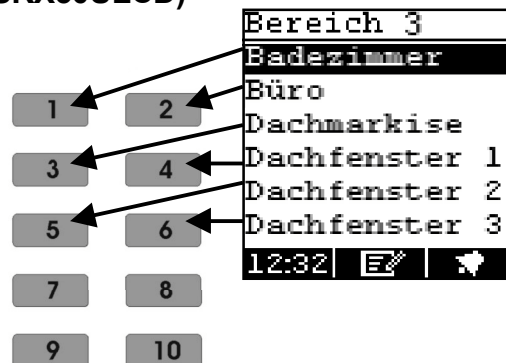 Bereich 3
Badezimmer
Büro
Dachmarkise
Dachfenster 1
Dachfenster 2
Dachfenster 3
12:32
1 2
3 4
5 6
7 8
9 10